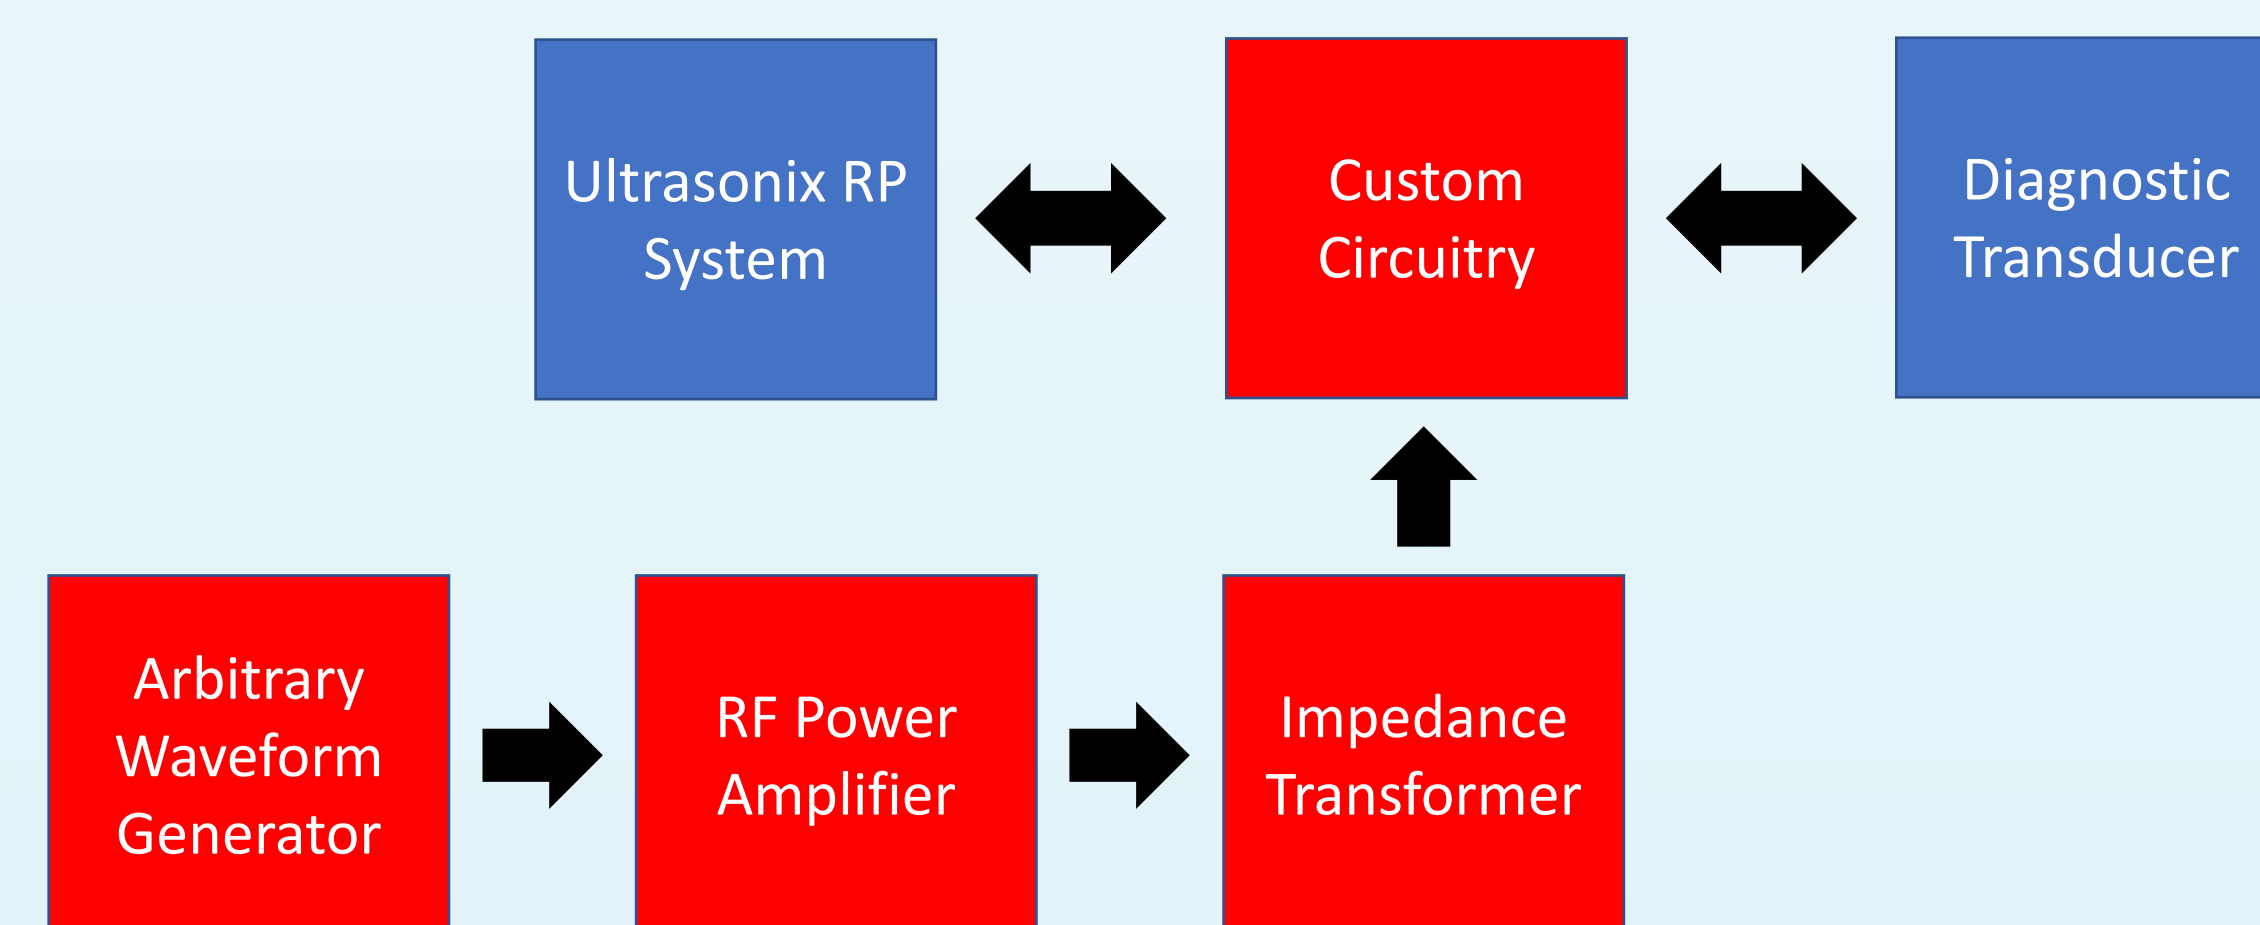 Ultrasonix RP
System
Custom
Circuitry
Diagnostic
Transducer
Arbitrary
Waveform
Generator
RF Power
Amplifier
Impedance
Transformer